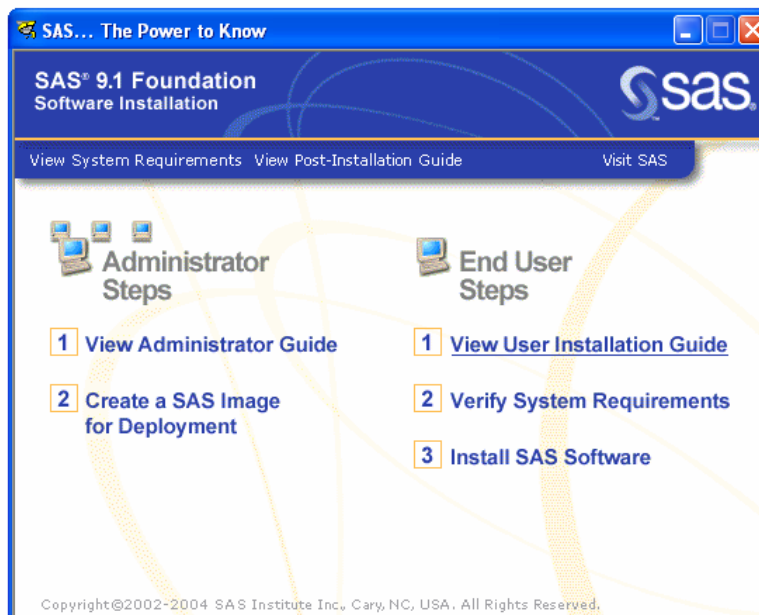 SAS... The Power to Know
SAS® 9.1 Foundation
Software Installation
sas.
View System Requirements View Post-Installation Guide Visit SAS
Administrator
Steps
1 View Administrator Guide
2 Create a SAS Image
for Deployment
End User
Steps
1 View User Installation Guide
2 Verify System Requirements
3 Install SAS Software
Copyright©2002-2004 SAS Institute Inc., Cary, NC, USA. All Rights Reserved.